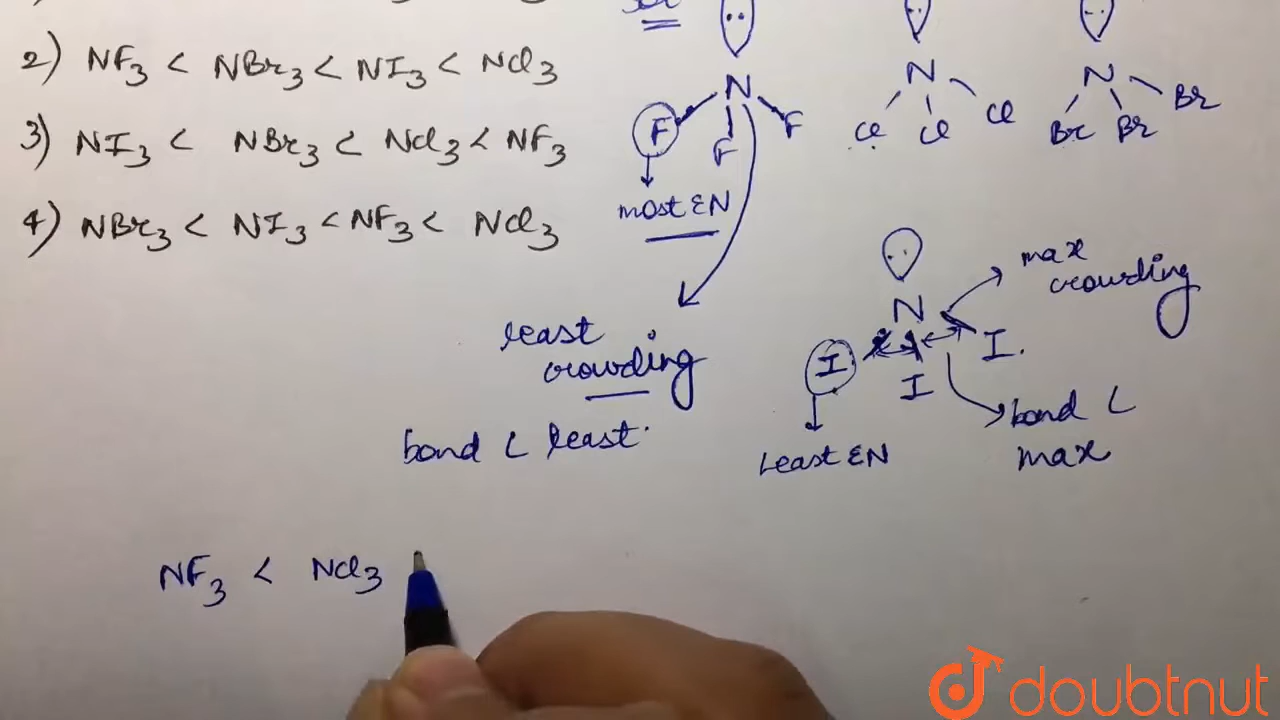 2) NF3 < NBr3 < NI3 < NCl3
3) NI3 < NBr3 < NCl3 < NF3
4) NBr3 < NI3 < NF3 < NCl3
N
F
F
F
most EN
least
crowding
bond ∠ least
N
Cl
Cl
Cl
N
Br
Br
Br
N
I
I
I
max
crowding
bond ∠
max
Least EN
NF3 < NCl3
doubtnut